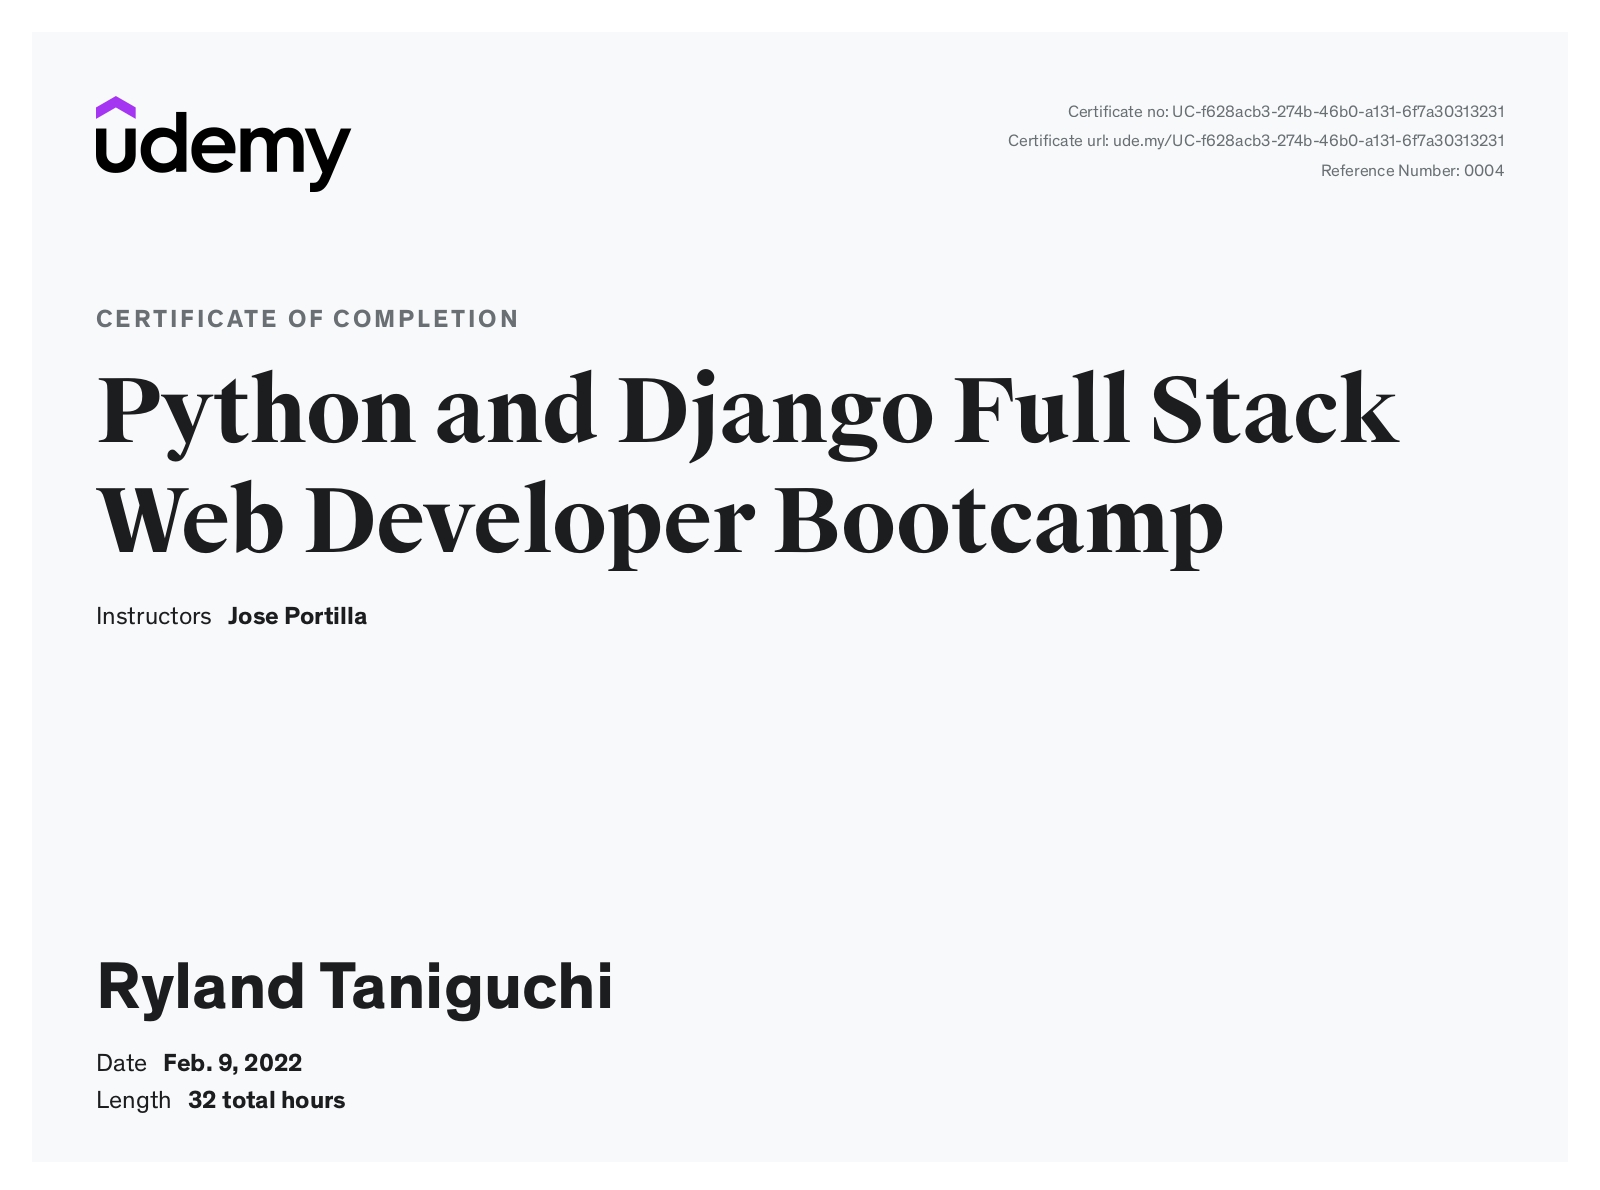 udemy
Certificate no: UC-f628acb3-274b-46b0-a131-6f7a30313231
Certificate url: ude.my/UC-f628acb3-274b-46b0-a131-6f7a30313231
Reference Number: 0004
CERTIFICATE OF COMPLETION
Python and Django Full Stack
Web Developer Bootcamp
Instructors Jose Portilla
Ryland Taniguchi
Date Feb. 9, 2022
Length 32 total hours